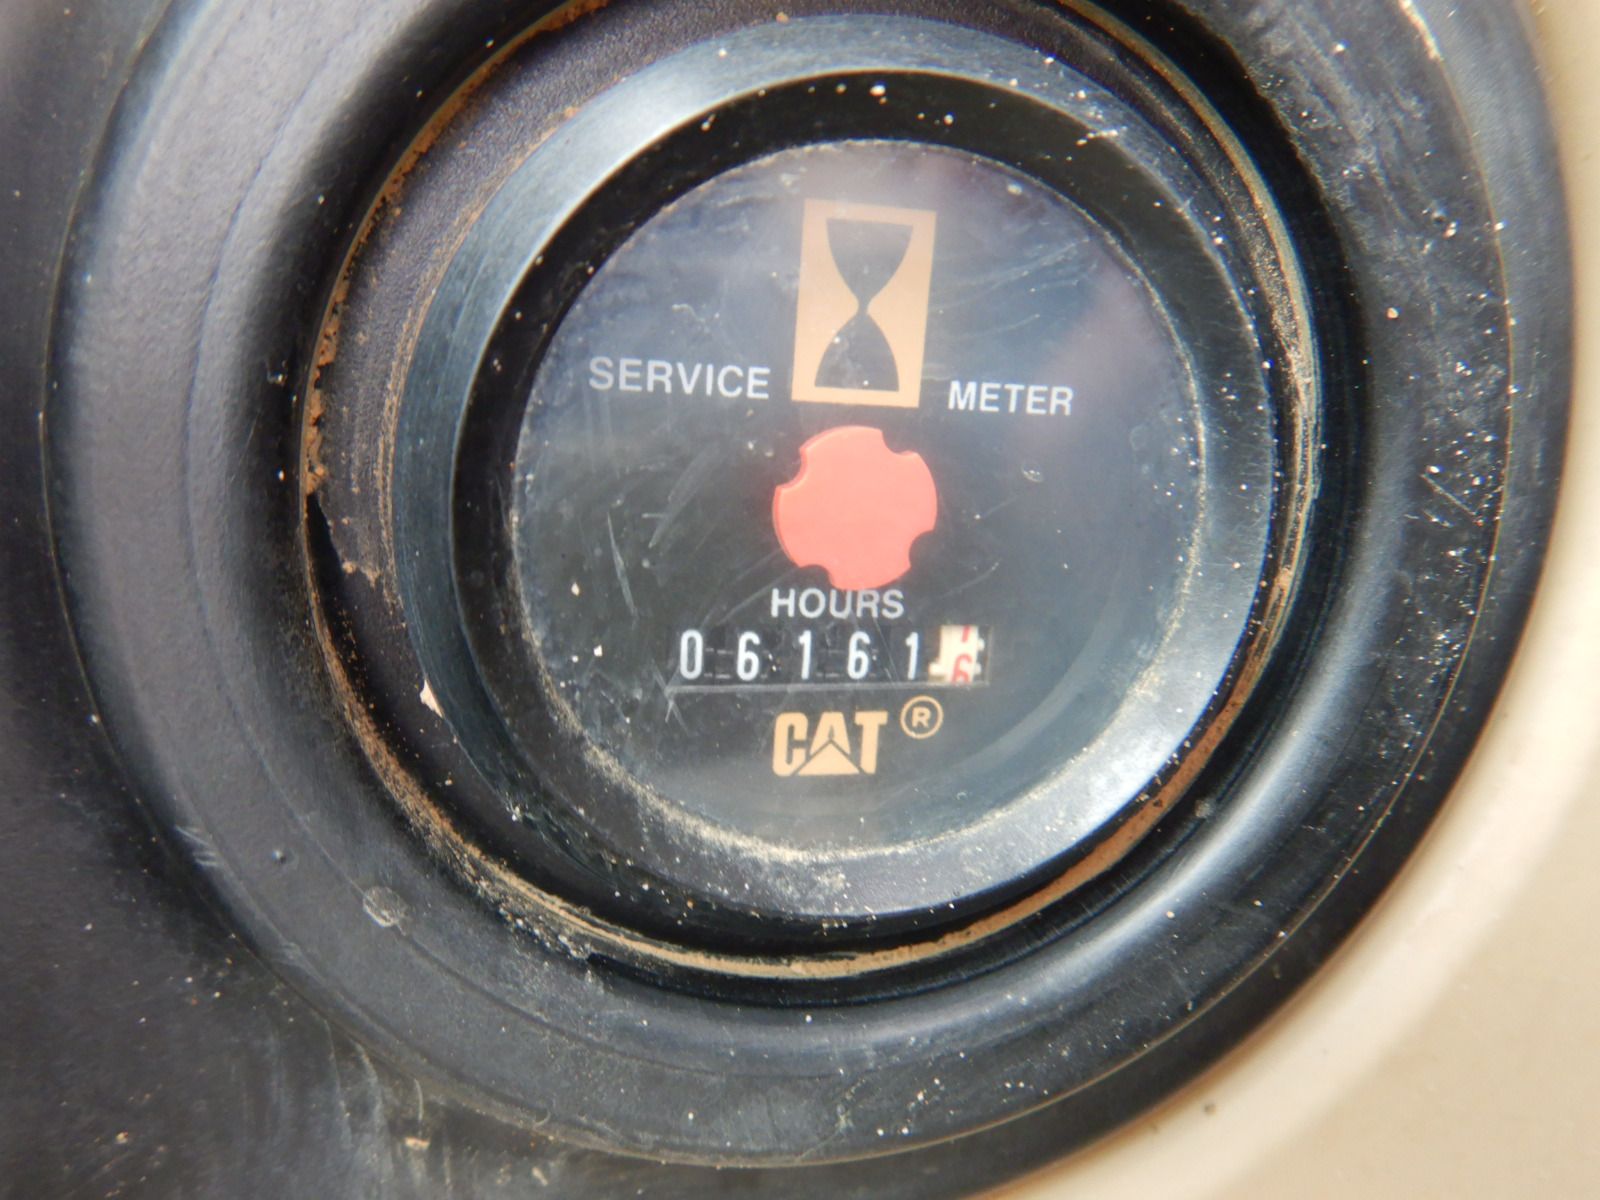 SERVICE METER
HOURS
06161
CAT®